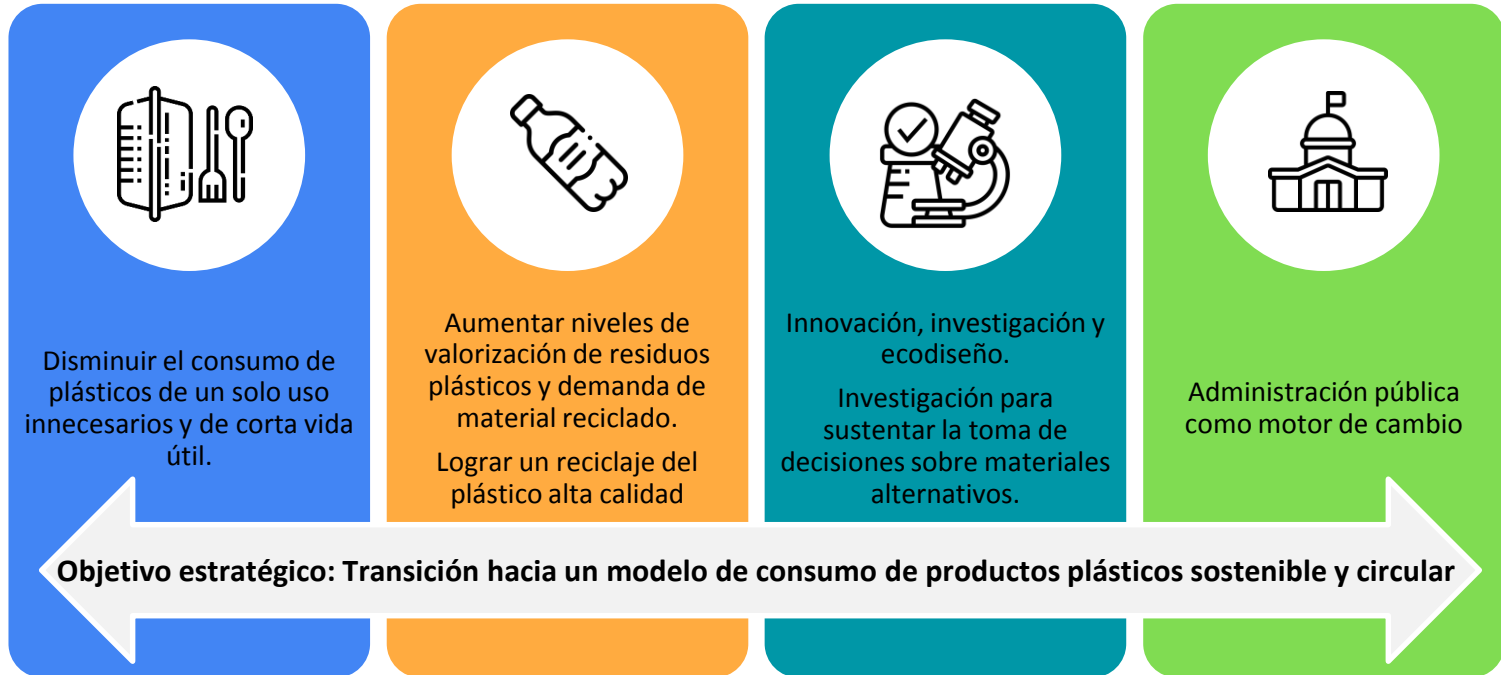 Disminuir el consumo de
plásticos de un solo uso
innecesarios y de corta vida
útil.
Aumentar niveles de
valorización de residuos
plásticos y demanda de
material reciclado.
Lograr un reciclaje del
plástico alta calidad
Innovación, investigación y
ecodiseño.
Investigación para
sustentar la toma de
decisiones sobre materiales
alternativos.
Administración pública
como motor de cambio
Objetivo estratégico: Transición hacia un modelo de consumo de productos plásticos sostenible y circular